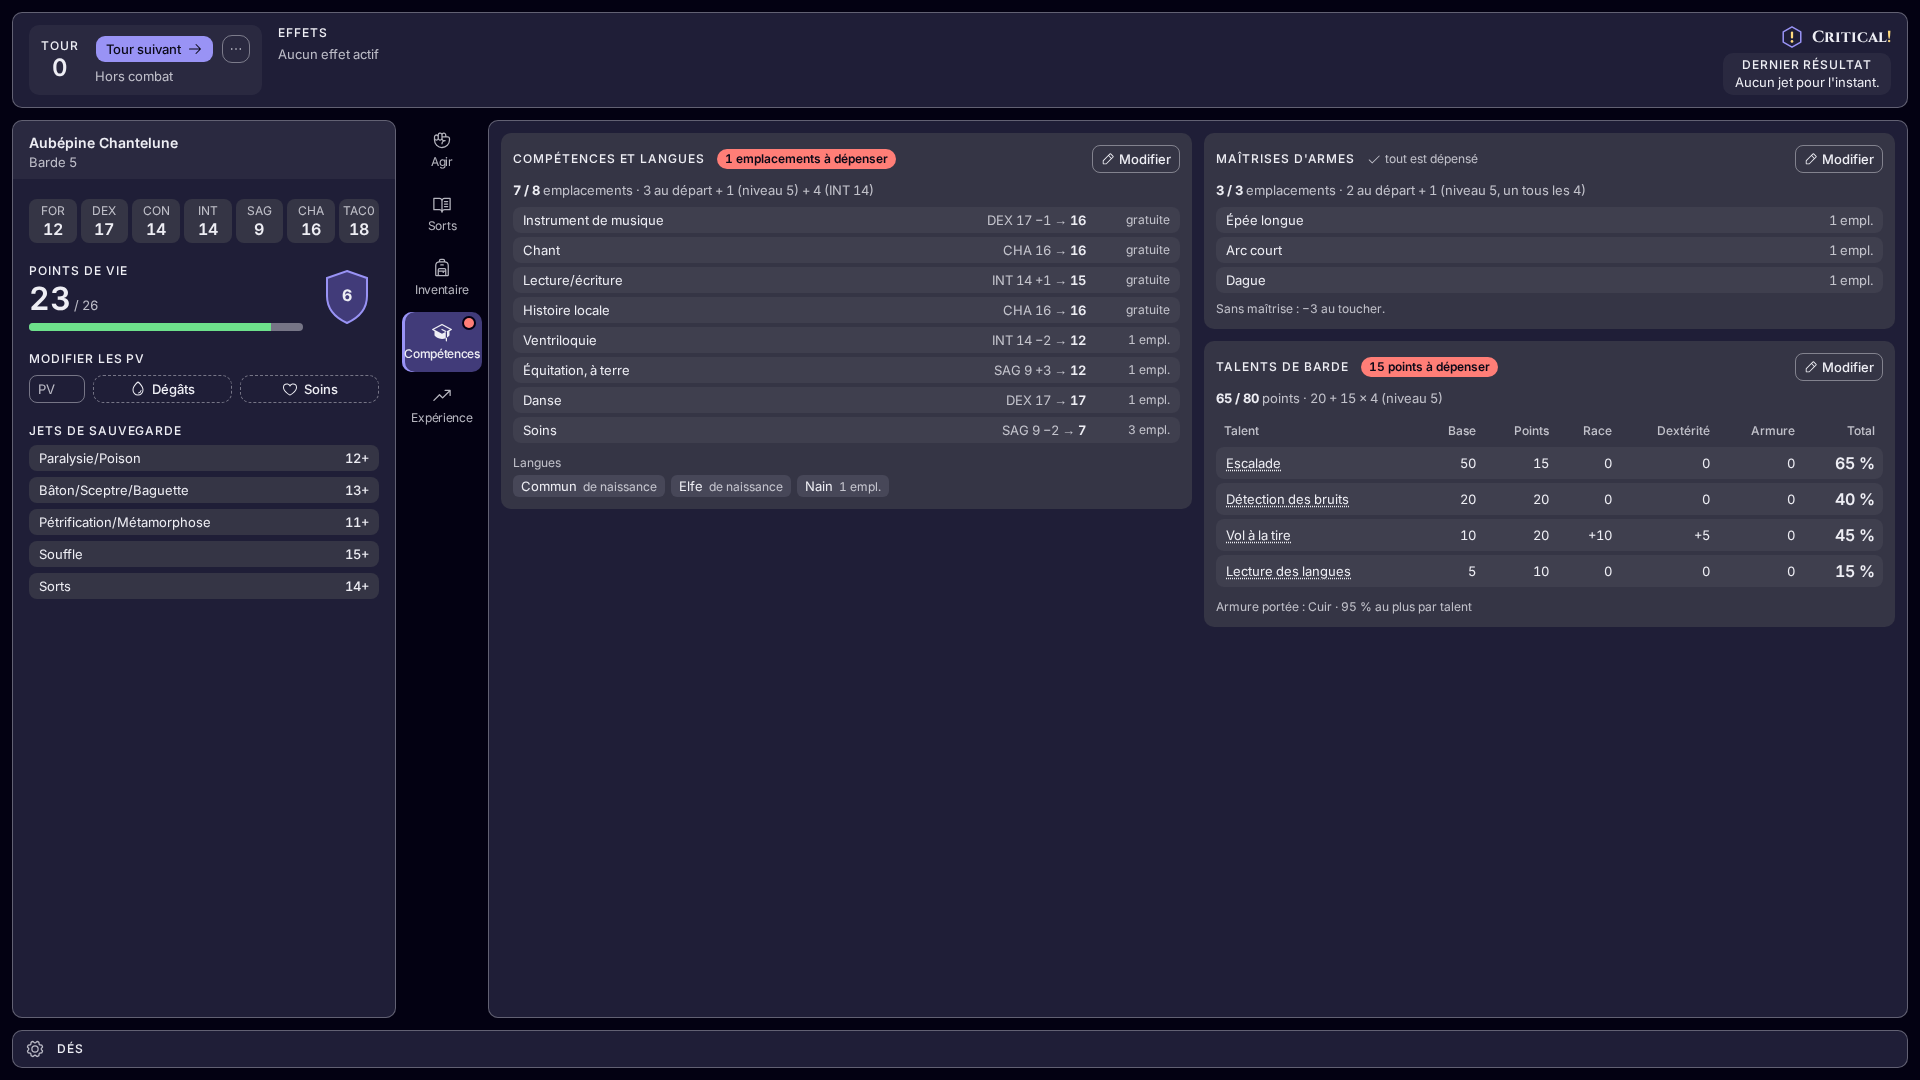 TOUR
0
Tour suivant →
Hors combat
EFFETS
Aucun effet actif
CRITICAL!
DERNIER RÉSULTAT
Aucun jet pour l'instant.
Aubépine Chantelune
Barde 5
FOR DEX CON INT SAG CHA TAC0
12 17 14 14 9 16 18
POINTS DE VIE
23 / 26
6
MODIFIER LES PV
PV Dégâts Soins
JETS DE SAUVEGARDE
Paralysie/Poison 12+
Bâton/Sceptre/Baguette 13+
Pétrification/Métamorphose 11+
Souffle 15+
Sorts 14+
Agir
Sorts
Inventaire
Compétences
Expérience
COMPÉTENCES ET LANGUES 1 emplacements à dépenser Modifier
7 / 8 emplacements · 3 au départ + 1 (niveau 5) + 4 (INT 14)
Instrument de musique DEX 17 −1 → 16 gratuite
Chant CHA 16 → 16 gratuite
Lecture/écriture INT 14 +1 → 15 gratuite
Histoire locale CHA 16 → 16 gratuite
Ventriloquie INT 14 −2 → 12 1 empl.
Équitation, à terre SAG 9 +3 → 12 1 empl.
Danse DEX 17 → 17 1 empl.
Soins SAG 9 −2 → 7 3 empl.
Langues
Commun de naissance Elfe de naissance Nain 1 empl.
MAÎTRISES D'ARMES tout est dépensé Modifier
3 / 3 emplacements · 2 au départ + 1 (niveau 5, un tous les 4)
Épée longue 1 empl.
Arc court 1 empl.
Dague 1 empl.
Sans maîtrise : −3 au toucher.
TALENTS DE BARDE 15 points à dépenser Modifier
65 / 80 points · 20 + 15 × 4 (niveau 5)
Talent Base Points Race Dextérité Armure Total
Escalade 50 15 0 0 0 65 %
Détection des bruits 20 20 0 0 0 40 %
Vol à la tire 10 20 +10 +5 0 45 %
Lecture des langues 5 10 0 0 0 15 %
Armure portée : Cuir · 95 % au plus par talent
DÉS